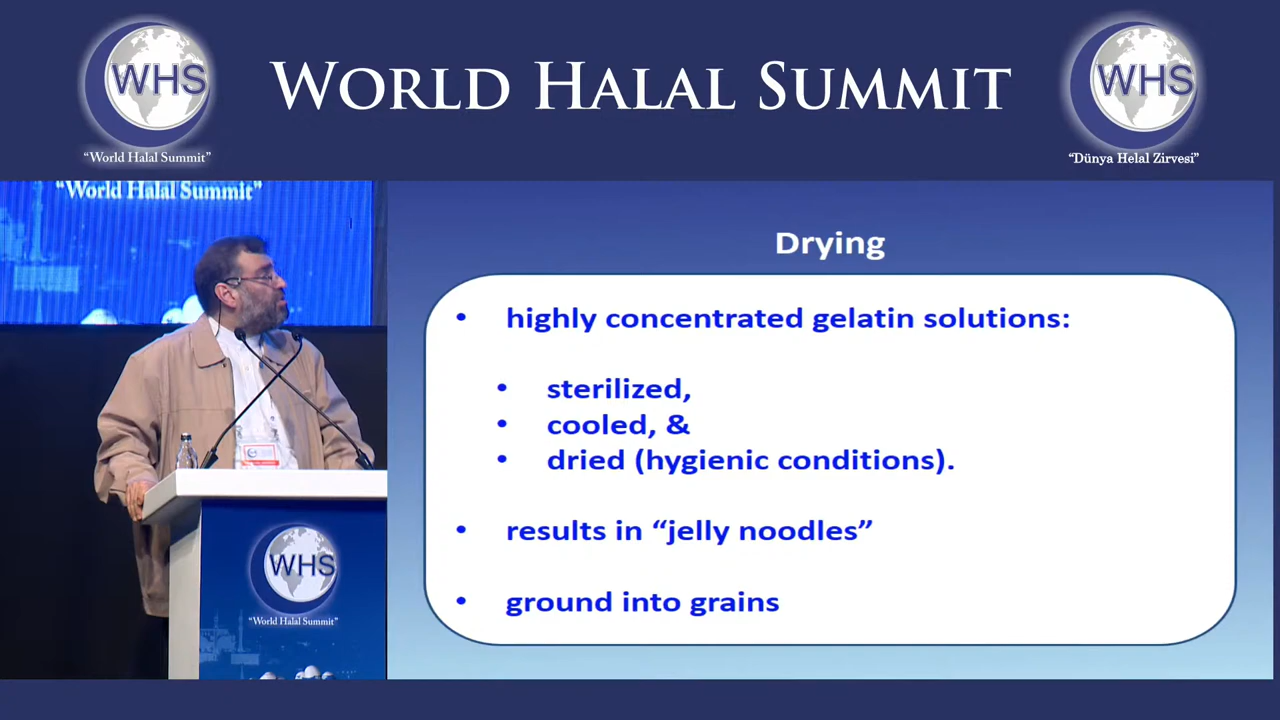 WHS
"World Halal Summit"
WORLD HALAL SUMMIT
WHS
"Dünya Helal Zirvesi"
"World Halal Summit"
WHS
"World Halal Summit"
Drying
• highly concentrated gelatin solutions:
• sterilized,
• cooled, &
• dried (hygienic conditions).
• results in “jelly noodles”
• ground into grains